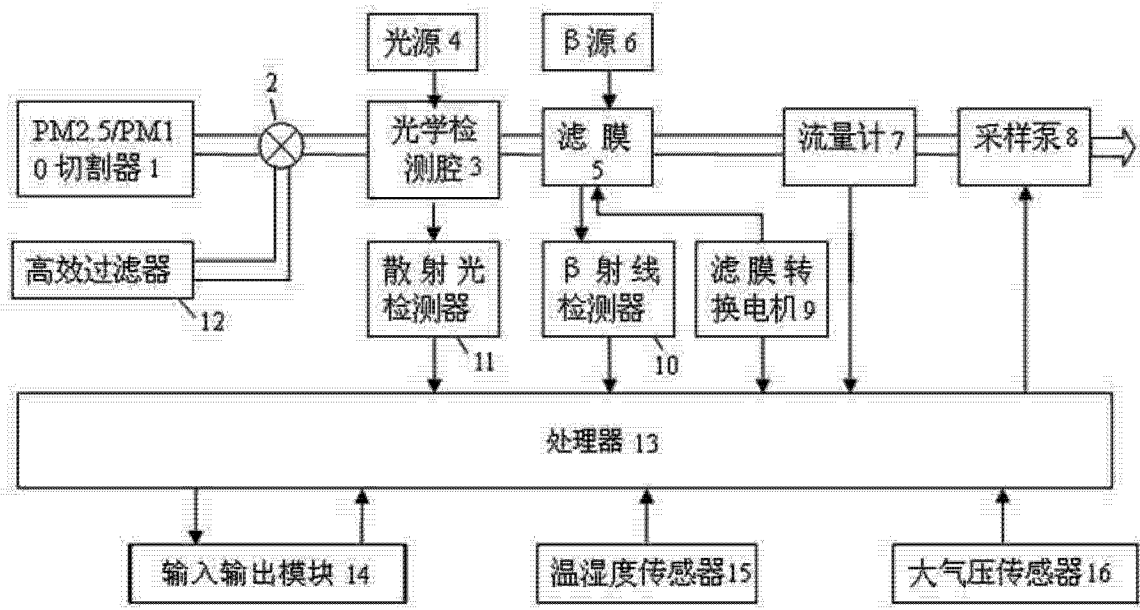 光源 4
β源 6
2
PM2.5/PM1
0 切割器 1
光学检
测腔 3
滤 膜
5
流量计 7
采样泵 8
高效过滤器
12
散 射 光
检测器
11
β 射 线
检测器
10
滤 膜 转
换电机 9
处理器 13
输入输出模块 14
温湿度传感器 15
大气压传感器 16